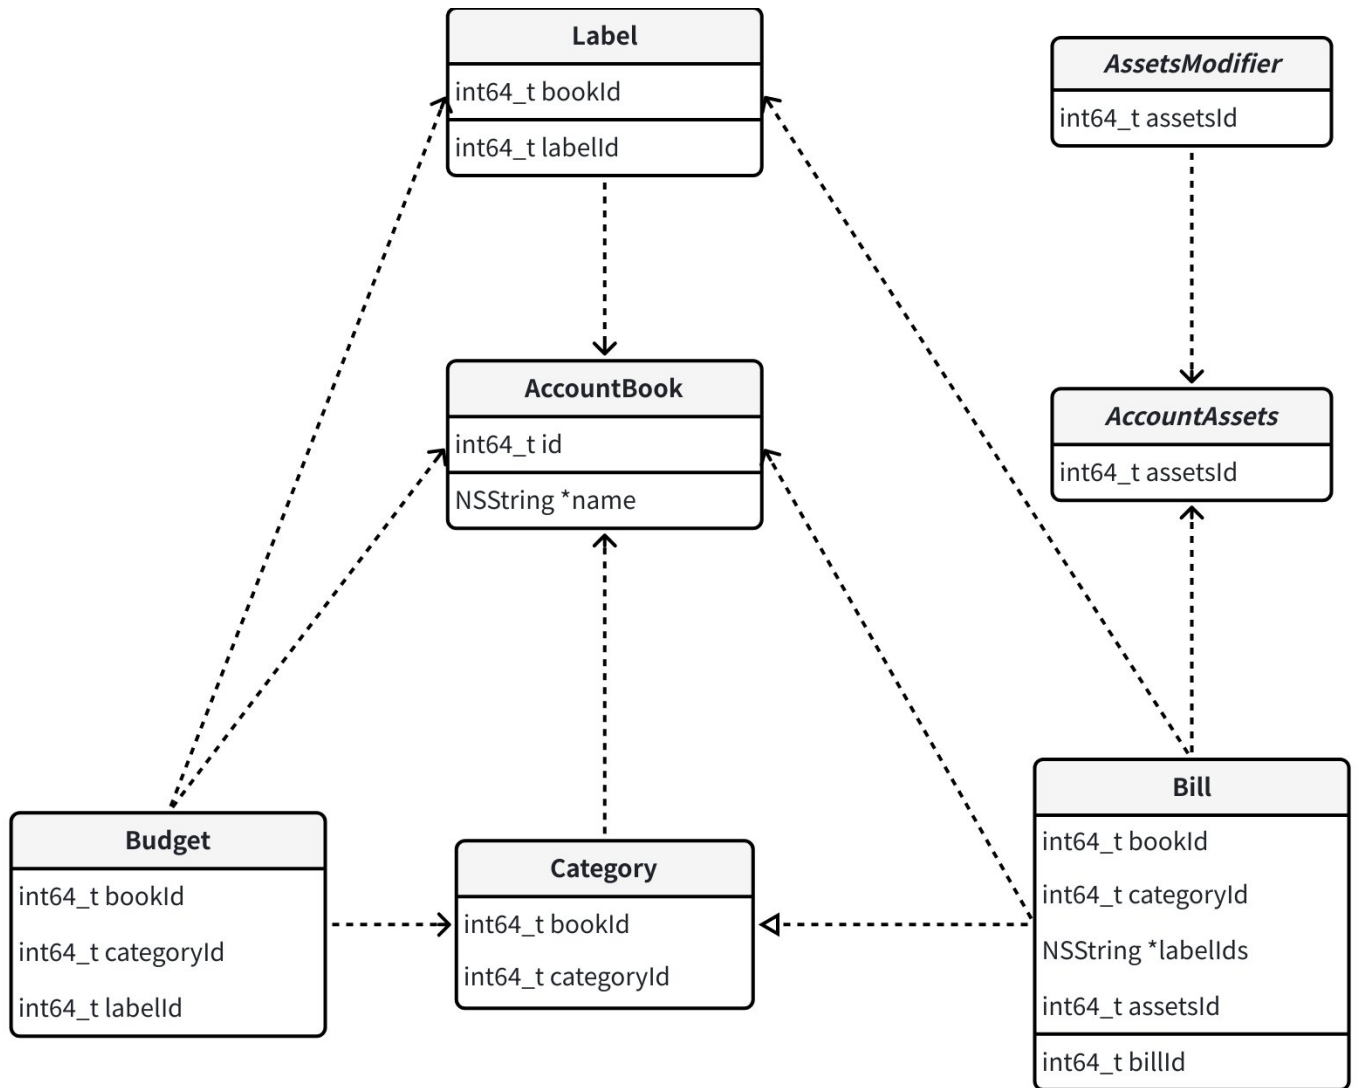 Label
int64_t bookId
int64_t labelId
AssetsModifier
int64_t assetsId
AccountBook
int64_t id
NSString *name
AccountAssets
int64_t assetsId
Budget
int64_t bookId
int64_t categoryId
int64_t labelId
Category
int64_t bookId
int64_t categoryId
Bill
int64_t bookId
int64_t categoryId
NSString *labelIds
int64_t assetsId
int64_t billId